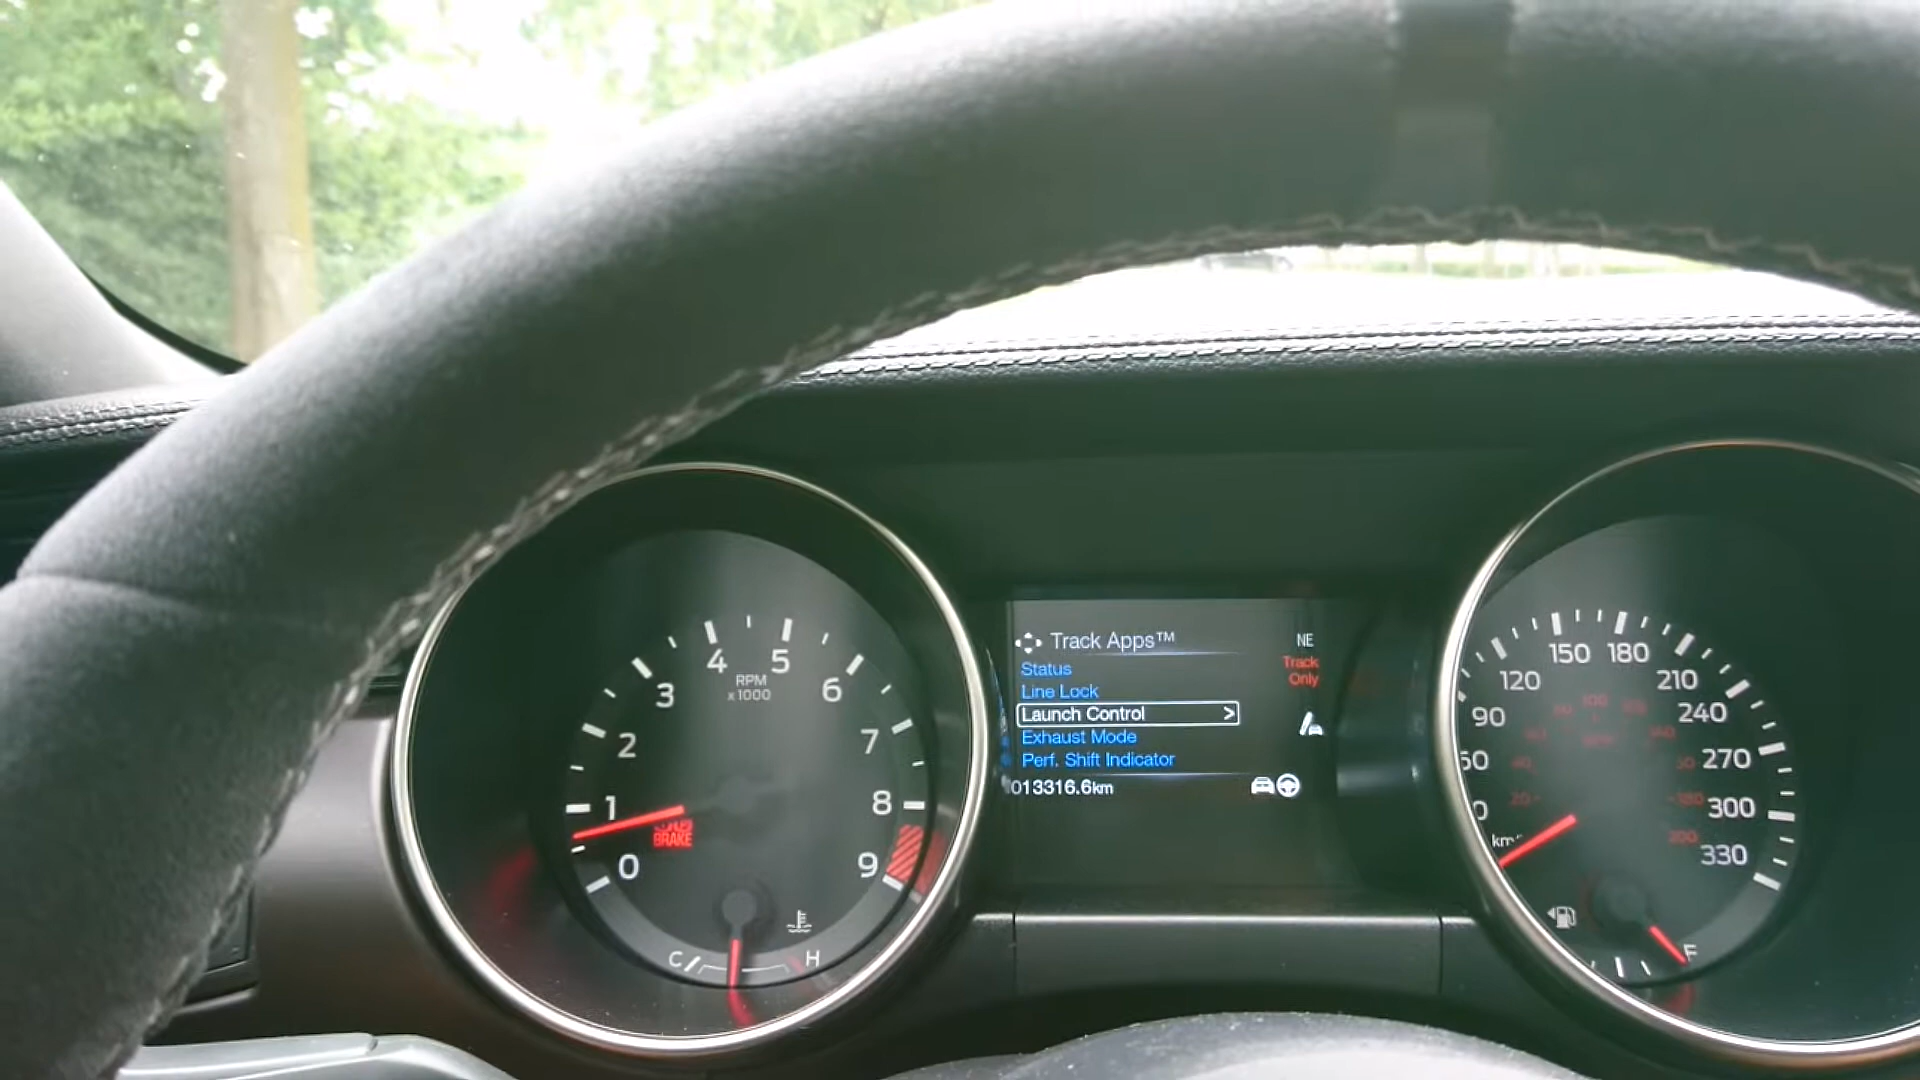 4 5
3 RPM 6
x1000
2 7
1 8
BRAKE
0 9
C H
Track Apps™ NE
Status Track
Line Lock Only
Launch Control >
Exhaust Mode
Perf. Shift Indicator
013316.6km
150 180
120 210
90 240
270
300
330
F